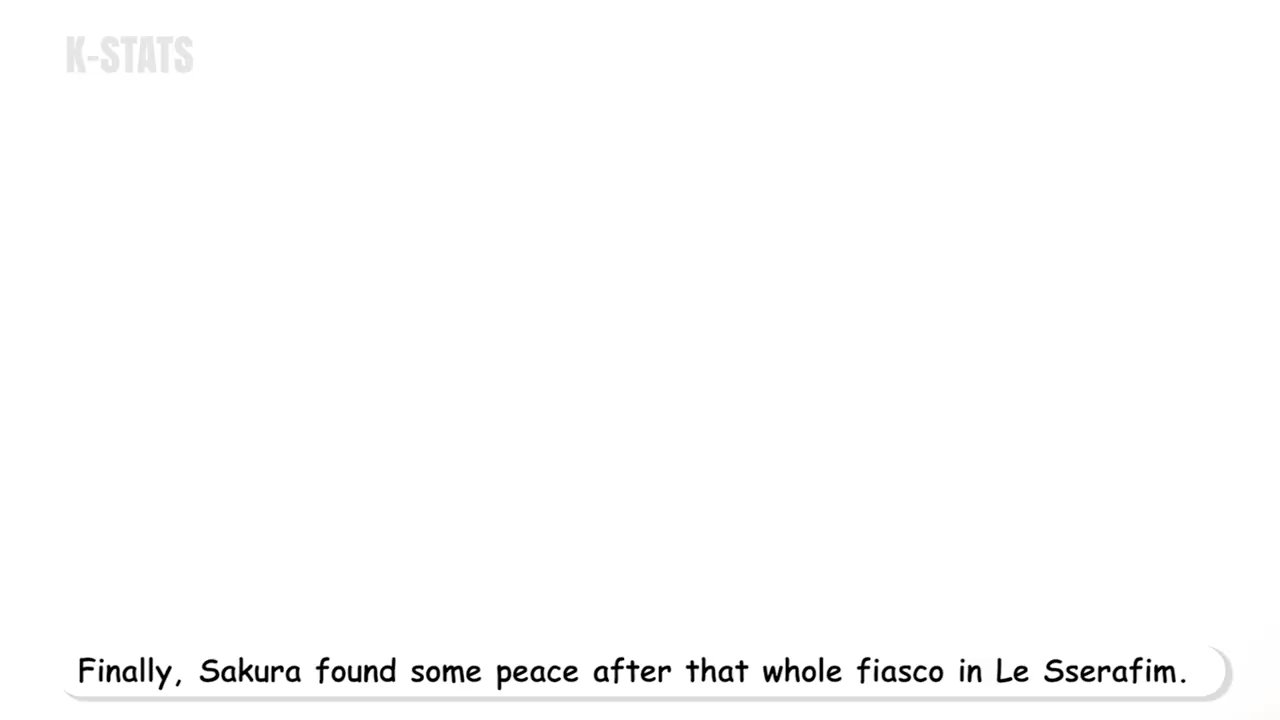 K-STATS
Finally, Sakura found some peace after that whole fiasco in Le Sserafim.